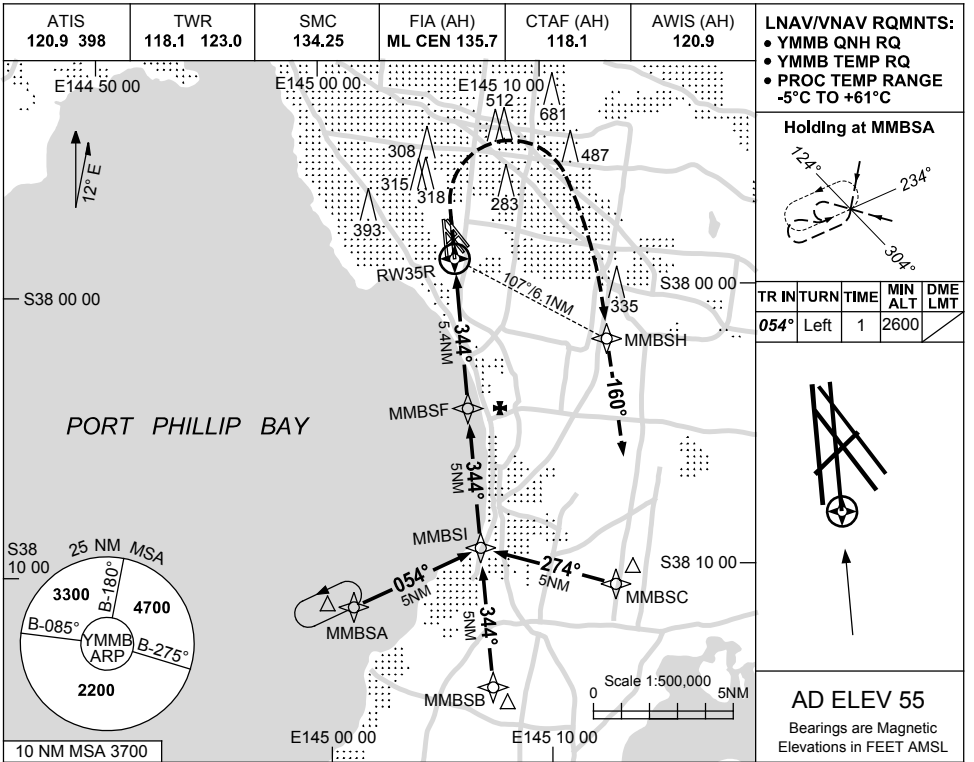 ATIS
120.9 398
TWR
118.1 123.0
SMC
134.25
FIA (AH)
ML CEN 135.7
CTAF (AH)
118.1
AWIS (AH)
120.9
LNAV/VNAV RQMNTS:
• YMMB QNH RQ
• YMMB TEMP RQ
• PROC TEMP RANGE
-5°C TO +61°C
E144 50 00
E145 00 00
E145 10 00
512
681
308
487
315
318
283
393
12° E
RW35R
S38 00 00
S38 00 00
107°/6.1NM
335
MMBSH
344°
5.4NM
160°
MMBSF
PORT PHILLIP BAY
344°
5NM
MMBSI
S38
10 00
S38 10 00
25 NM MSA
3300
B-180°
4700
B-085°
YMMB
ARP
B-275°
2200
054°
5NM
274°
5NM
MMBSC
MMBSA
344°
5NM
MMBSB
Scale 1:500,000
0
5NM
E145 00 00
E145 10 00
10 NM MSA 3700
Holding at MMBSA
124°
234°
304°
TR IN TURN TIME MIN ALT DME LMT
054° Left 1 2600
AD ELEV 55
Bearings are Magnetic
Elevations in FEET AMSL